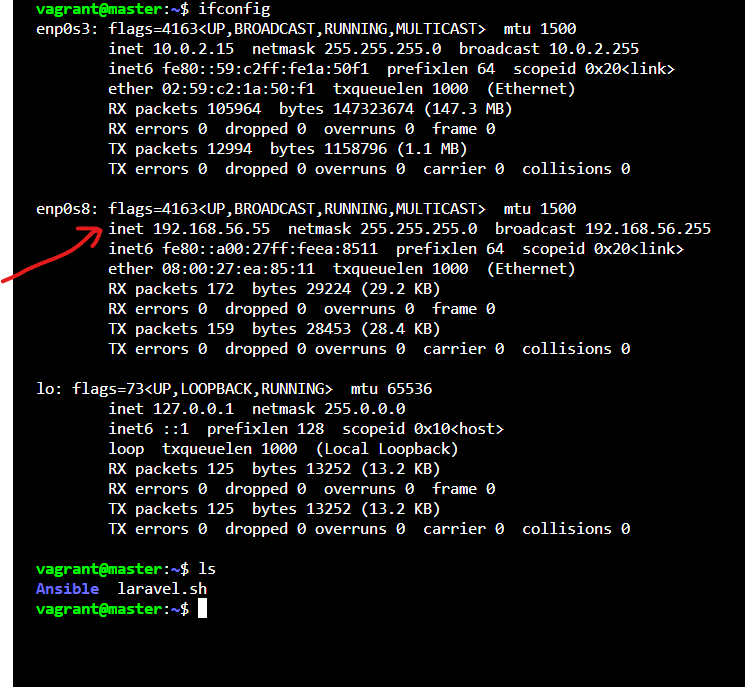 vagrant@master:~$ ifconfig
enp0s3: flags=4163<UP,BROADCAST,RUNNING,MULTICAST>  mtu 1500
        inet 10.0.2.15  netmask 255.255.255.0  broadcast 10.0.2.255
        inet6 fe80::59:c2ff:fe1a:50f1  prefixlen 64  scopeid 0x20<link>
        ether 02:59:c2:1a:50:f1  txqueuelen 1000  (Ethernet)
        RX packets 105964  bytes 147323674 (147.3 MB)
        RX errors 0  dropped 0  overruns 0  frame 0
        TX packets 12994  bytes 1158796 (1.1 MB)
        TX errors 0  dropped 0 overruns 0  carrier 0  collisions 0

enp0s8: flags=4163<UP,BROADCAST,RUNNING,MULTICAST>  mtu 1500
        inet 192.168.56.55  netmask 255.255.255.0  broadcast 192.168.56.255
        inet6 fe80::a00:27ff:feea:8511  prefixlen 64  scopeid 0x20<link>
        ether 08:00:27:ea:85:11  txqueuelen 1000  (Ethernet)
        RX packets 172  bytes 29224 (29.2 KB)
        RX errors 0  dropped 0  overruns 0  frame 0
        TX packets 159  bytes 28453 (28.4 KB)
        TX errors 0  dropped 0 overruns 0  carrier 0  collisions 0

lo: flags=73<UP,LOOPBACK,RUNNING>  mtu 65536
        inet 127.0.0.1  netmask 255.0.0.0
        inet6 ::1  prefixlen 128  scopeid 0x10<host>
        loop  txqueuelen 1000  (Local Loopback)
        RX packets 125  bytes 13252 (13.2 KB)
        RX errors 0  dropped 0  overruns 0  frame 0
        TX packets 125  bytes 13252 (13.2 KB)
        TX errors 0  dropped 0 overruns 0  carrier 0  collisions 0

vagrant@master:~$ ls
Ansible  laravel.sh
vagrant@master:~$